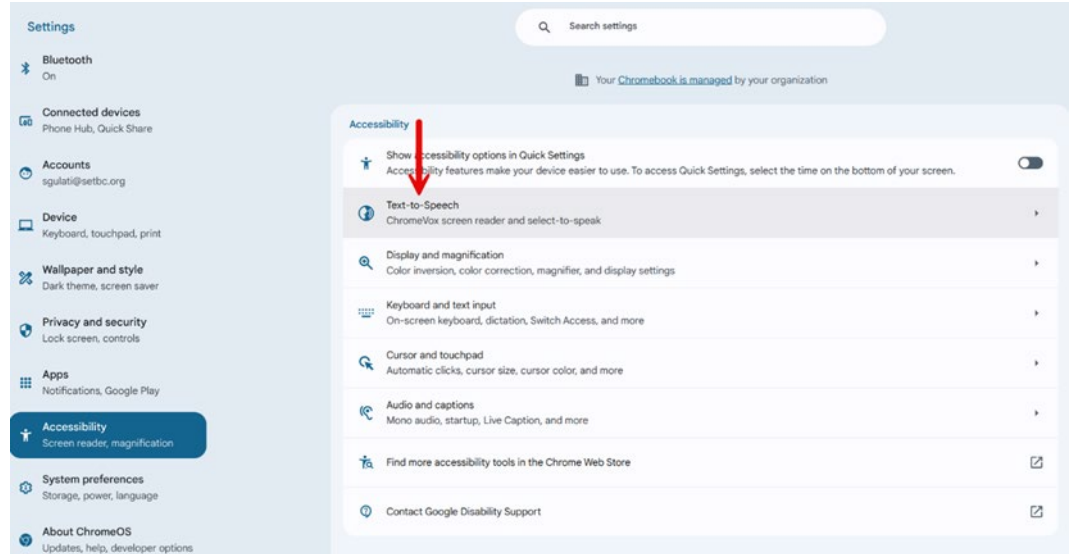 Settings
Search settings
Bluetooth
On
Connected devices
Phone Hub, Quick Share
Accounts
sgulati@setbc.org
Device
Keyboard, touchpad, print
Wallpaper and style
Dark theme, screen saver
Privacy and security
Lock screen, controls
Apps
Notifications, Google Play
Accessibility
Screen reader, magnification
System preferences
Storage, power, language
About ChromeOS
Updates, help, developer options
Your Chromebook is managed by your organization
Accessibility
Show accessibility options in Quick Settings
Accessibility features make your device easier to use. To access Quick Settings, select the time on the bottom of your screen.
Text-to-Speech
ChromeVox screen reader and select-to-speak
Display and magnification
Color inversion, color correction, magnifier, and display settings
Keyboard and text input
On-screen keyboard, dictation, Switch Access, and more
Cursor and touchpad
Automatic clicks, cursor size, cursor color, and more
Audio and captions
Mono audio, startup, Live Caption, and more
Find more accessibility tools in the Chrome Web Store
Contact Google Disability Support